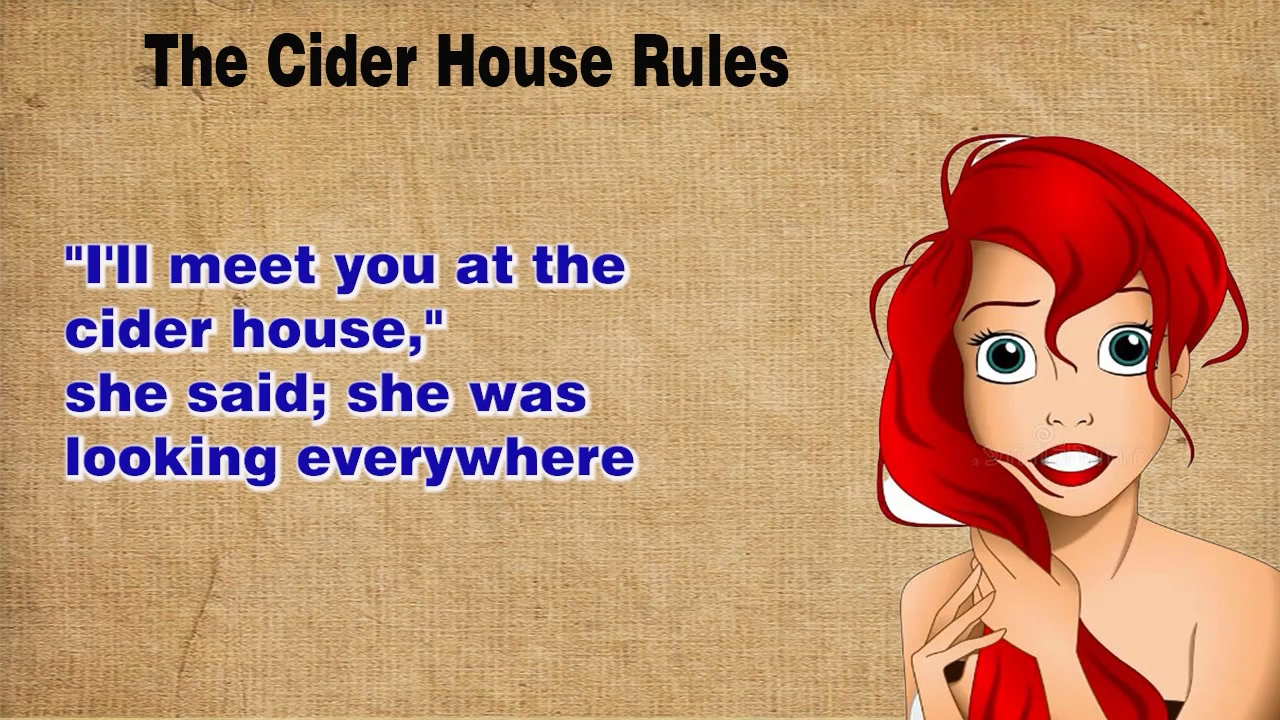 The Cider House Rules
"I'll meet you at the
cider house,"
she said; she was
looking everywhere